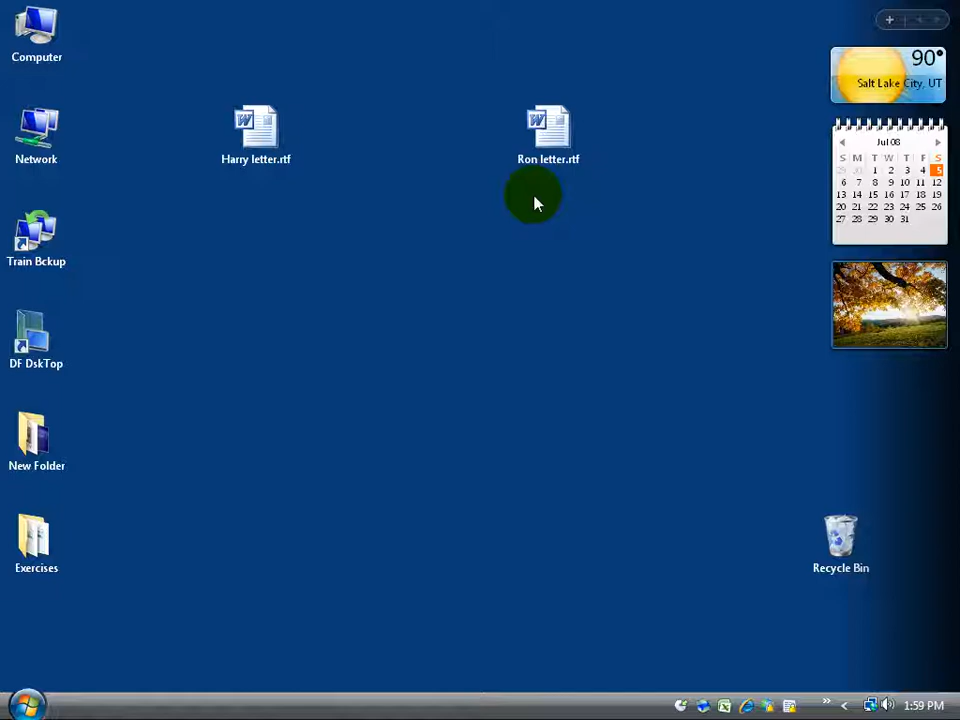 Computer
Network
Train Bckup
DF DskTop
New Folder
Exercises
Harry letter.rtf
Ron letter.rtf
90°
Salt Lake City, UT
Jul 08
S M T W T F S
29 30 1 2 3 4 5
6 7 8 9 10 11 12
13 14 15 16 17 18 19
20 21 22 23 24 25 26
27 28 29 30 31
Recycle Bin
1:59 PM